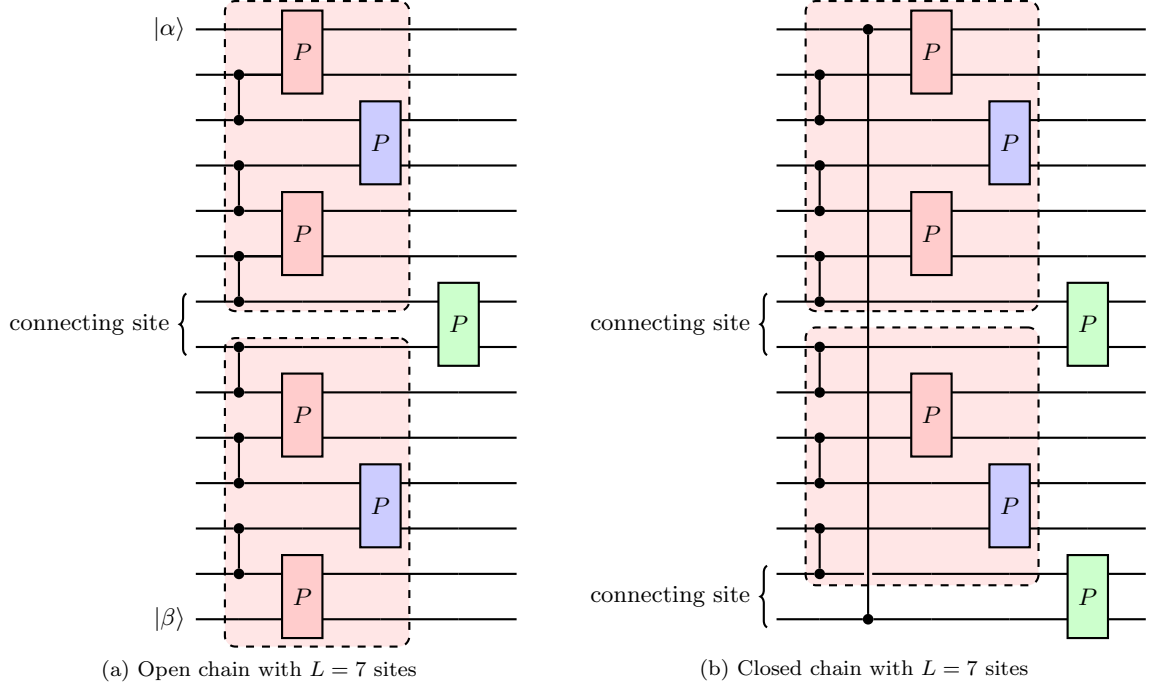 |α⟩
P
P
P
P
P
P
connecting site
P
P
P
P
P
P
connecting site
P
P
|β⟩
P
connecting site
P
(a) Open chain with L = 7 sites
(b) Closed chain with L = 7 sites